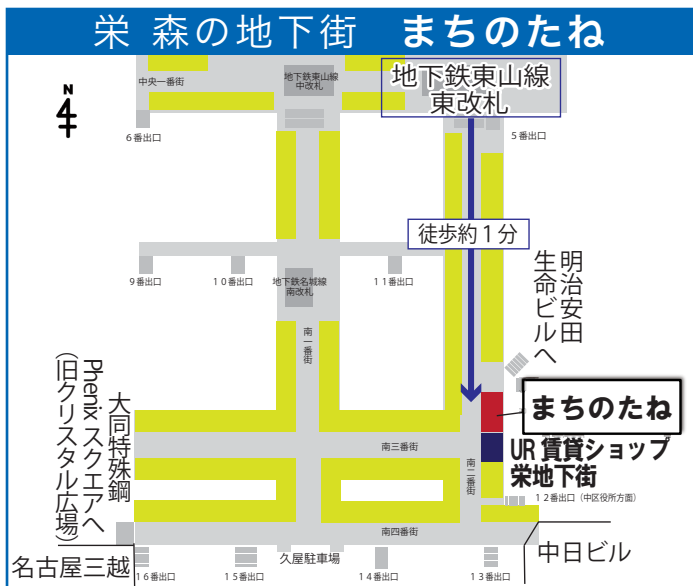 栄 森の地下街 まちのたね
中央一番街
地下鉄東山線
中改札
地下鉄東山線
東改札
N
6番出口
5番出口
徒歩約1分
9番出口
10番出口
地下鉄名城線
南改札
11番出口
明治安田
生命ビルへ
南一番街
大同特殊鋼
Phenixスクエアへ
(旧クリスタル広場)
まちのたね
UR賃貸ショップ
栄地下街
南三番街
南二番街
12番出口(中区役所方面)
南四番街
名古屋三越
久屋駐車場
中日ビル
16番出口
15番出口
14番出口
13番出口